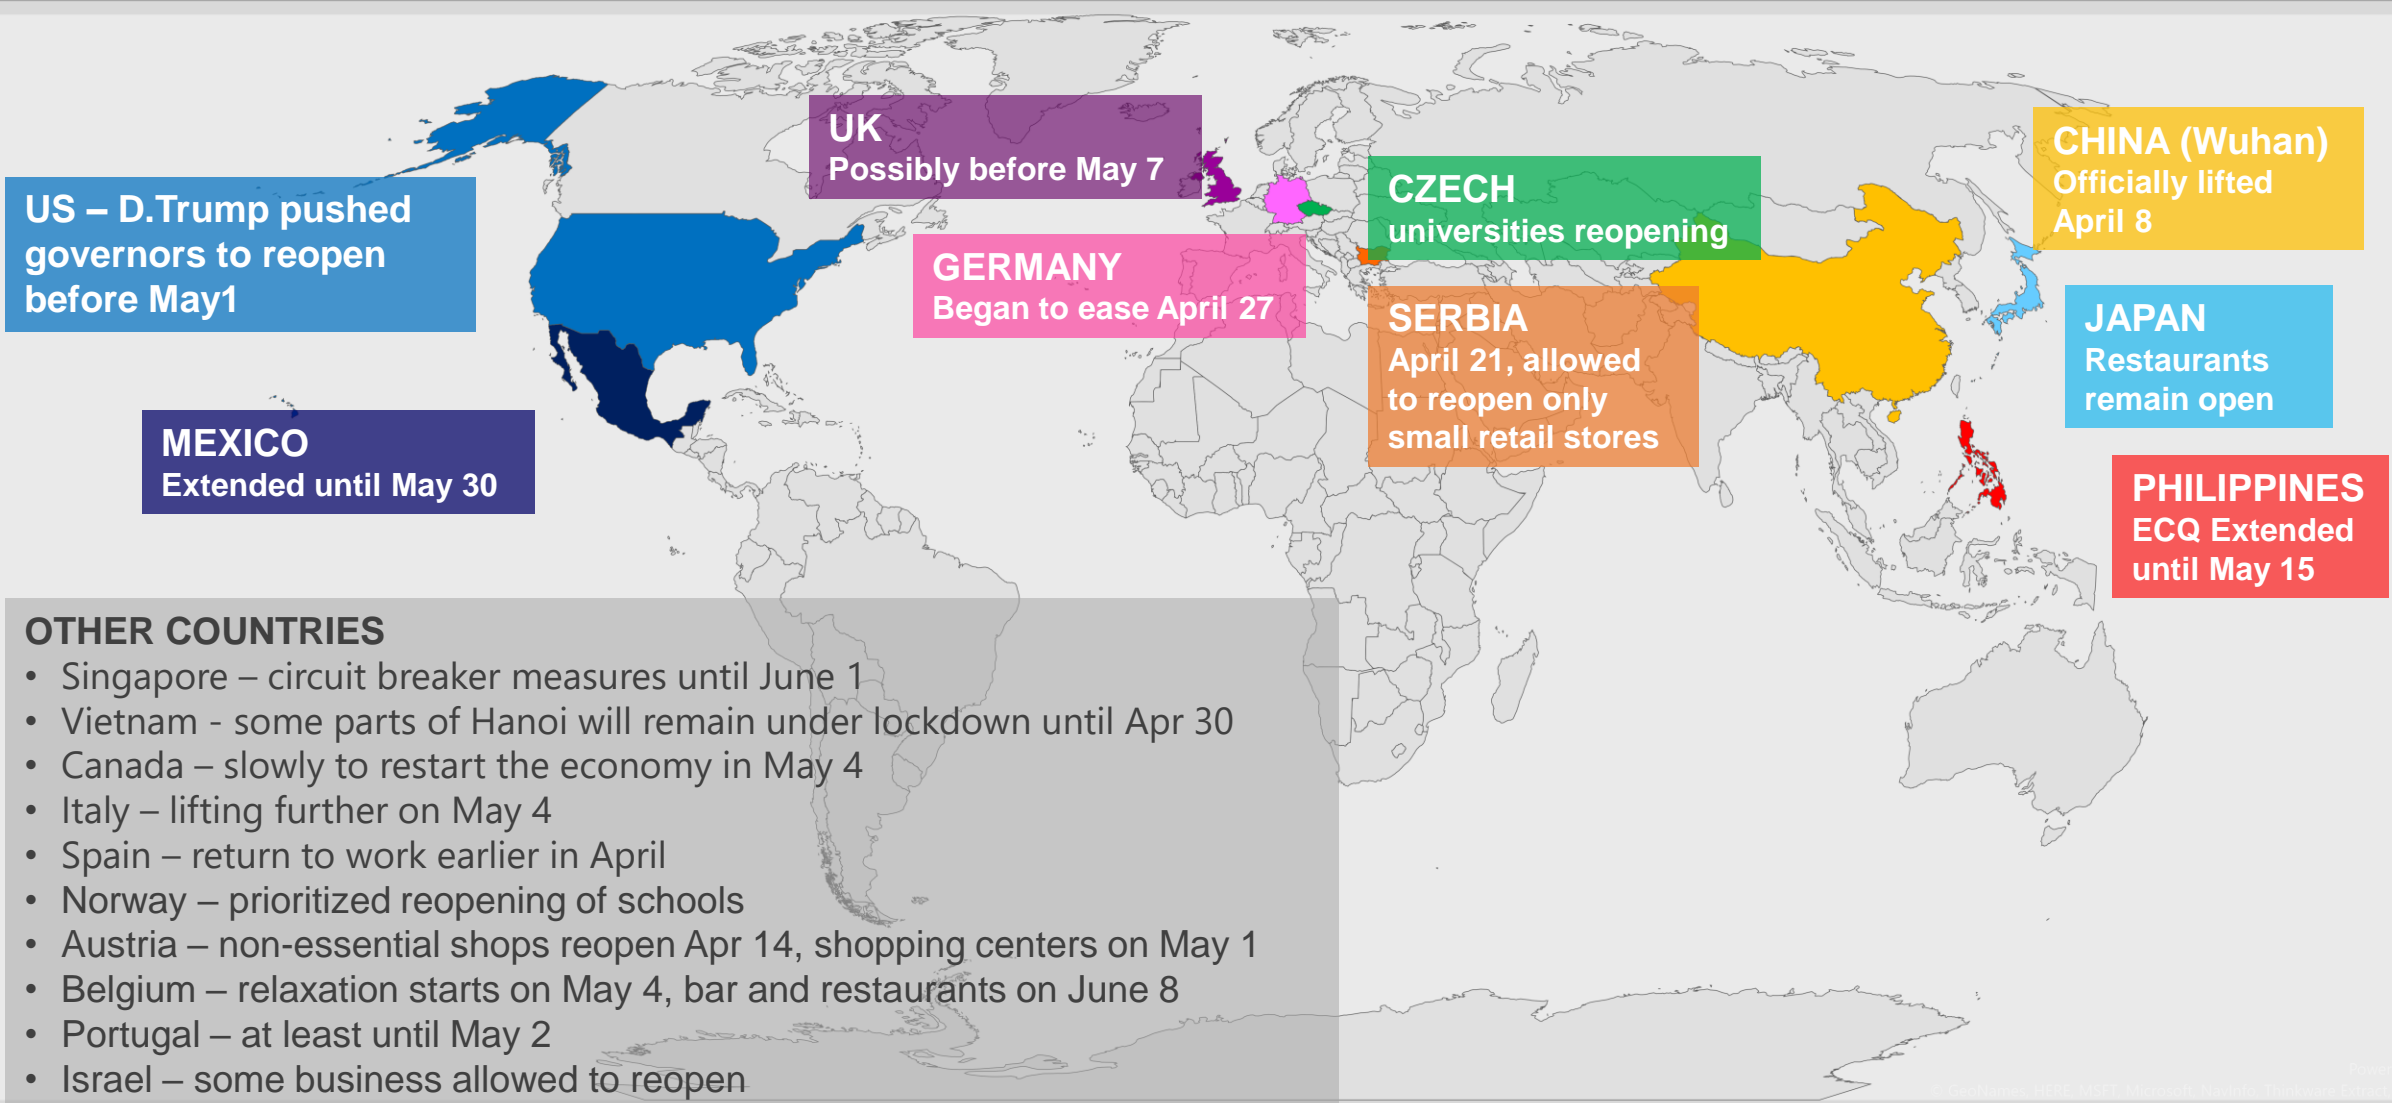 US – D.Trump pushed
governors to reopen
before May1
MEXICO
Extended until May 30
UK
Possibly before May 7
GERMANY
Began to ease April 27
CZECH
universities reopening
SERBIA
April 21, allowed
to reopen only
small retail stores
CHINA (Wuhan)
Officially lifted
April 8
JAPAN
Restaurants
remain open
PHILIPPINES
ECQ Extended
until May 15
OTHER COUNTRIES
• Singapore – circuit breaker measures until June 1
• Vietnam - some parts of Hanoi will remain under lockdown until Apr 30
• Canada – slowly to restart the economy in May 4
• Italy – lifting further on May 4
• Spain – return to work earlier in April
• Norway – prioritized reopening of schools
• Austria – non-essential shops reopen Apr 14, shopping centers on May 1
• Belgium – relaxation starts on May 4, bar and restaurants on June 8
• Portugal – at least until May 2
• Israel – some business allowed to reopen
© GeoNames, HERE, MSFT, Microsoft, NavInfo, Thinkware Extract